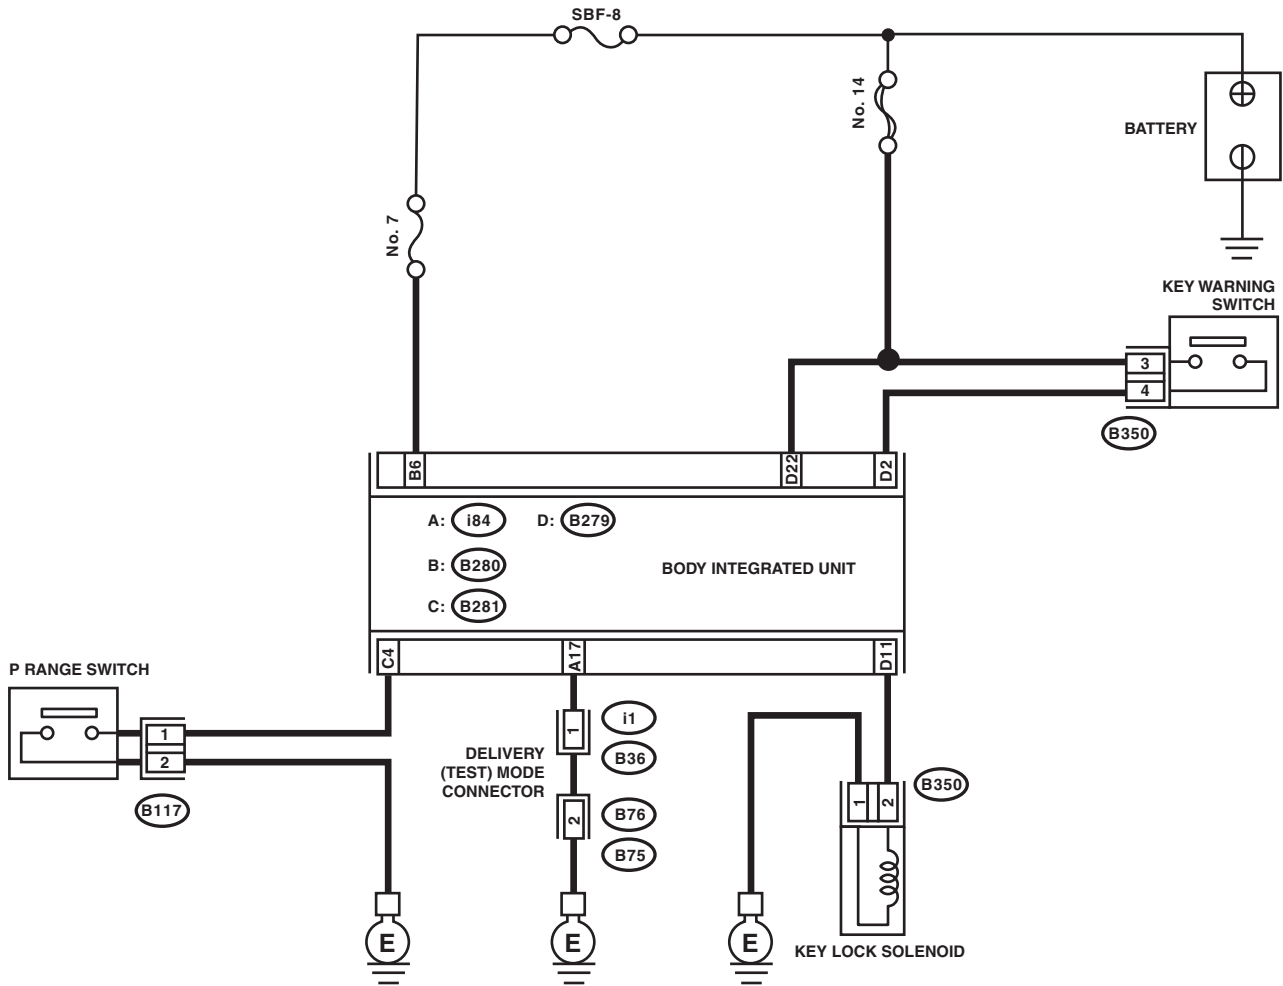 SBF-8
No. 14
BATTERY
No. 7
KEY WARNING
SWITCH
3
4
B350
B6
D22
D2
A: i84 D: B279
B: B280
BODY INTEGRATED UNIT
C: B281
C4
A17
D11
P RANGE SWITCH
1
2
B117
1
i1
DELIVERY
(TEST) MODE
CONNECTOR
B36
2
B76
B75
1
2
B350
E
E
E
KEY LOCK SOLENOID